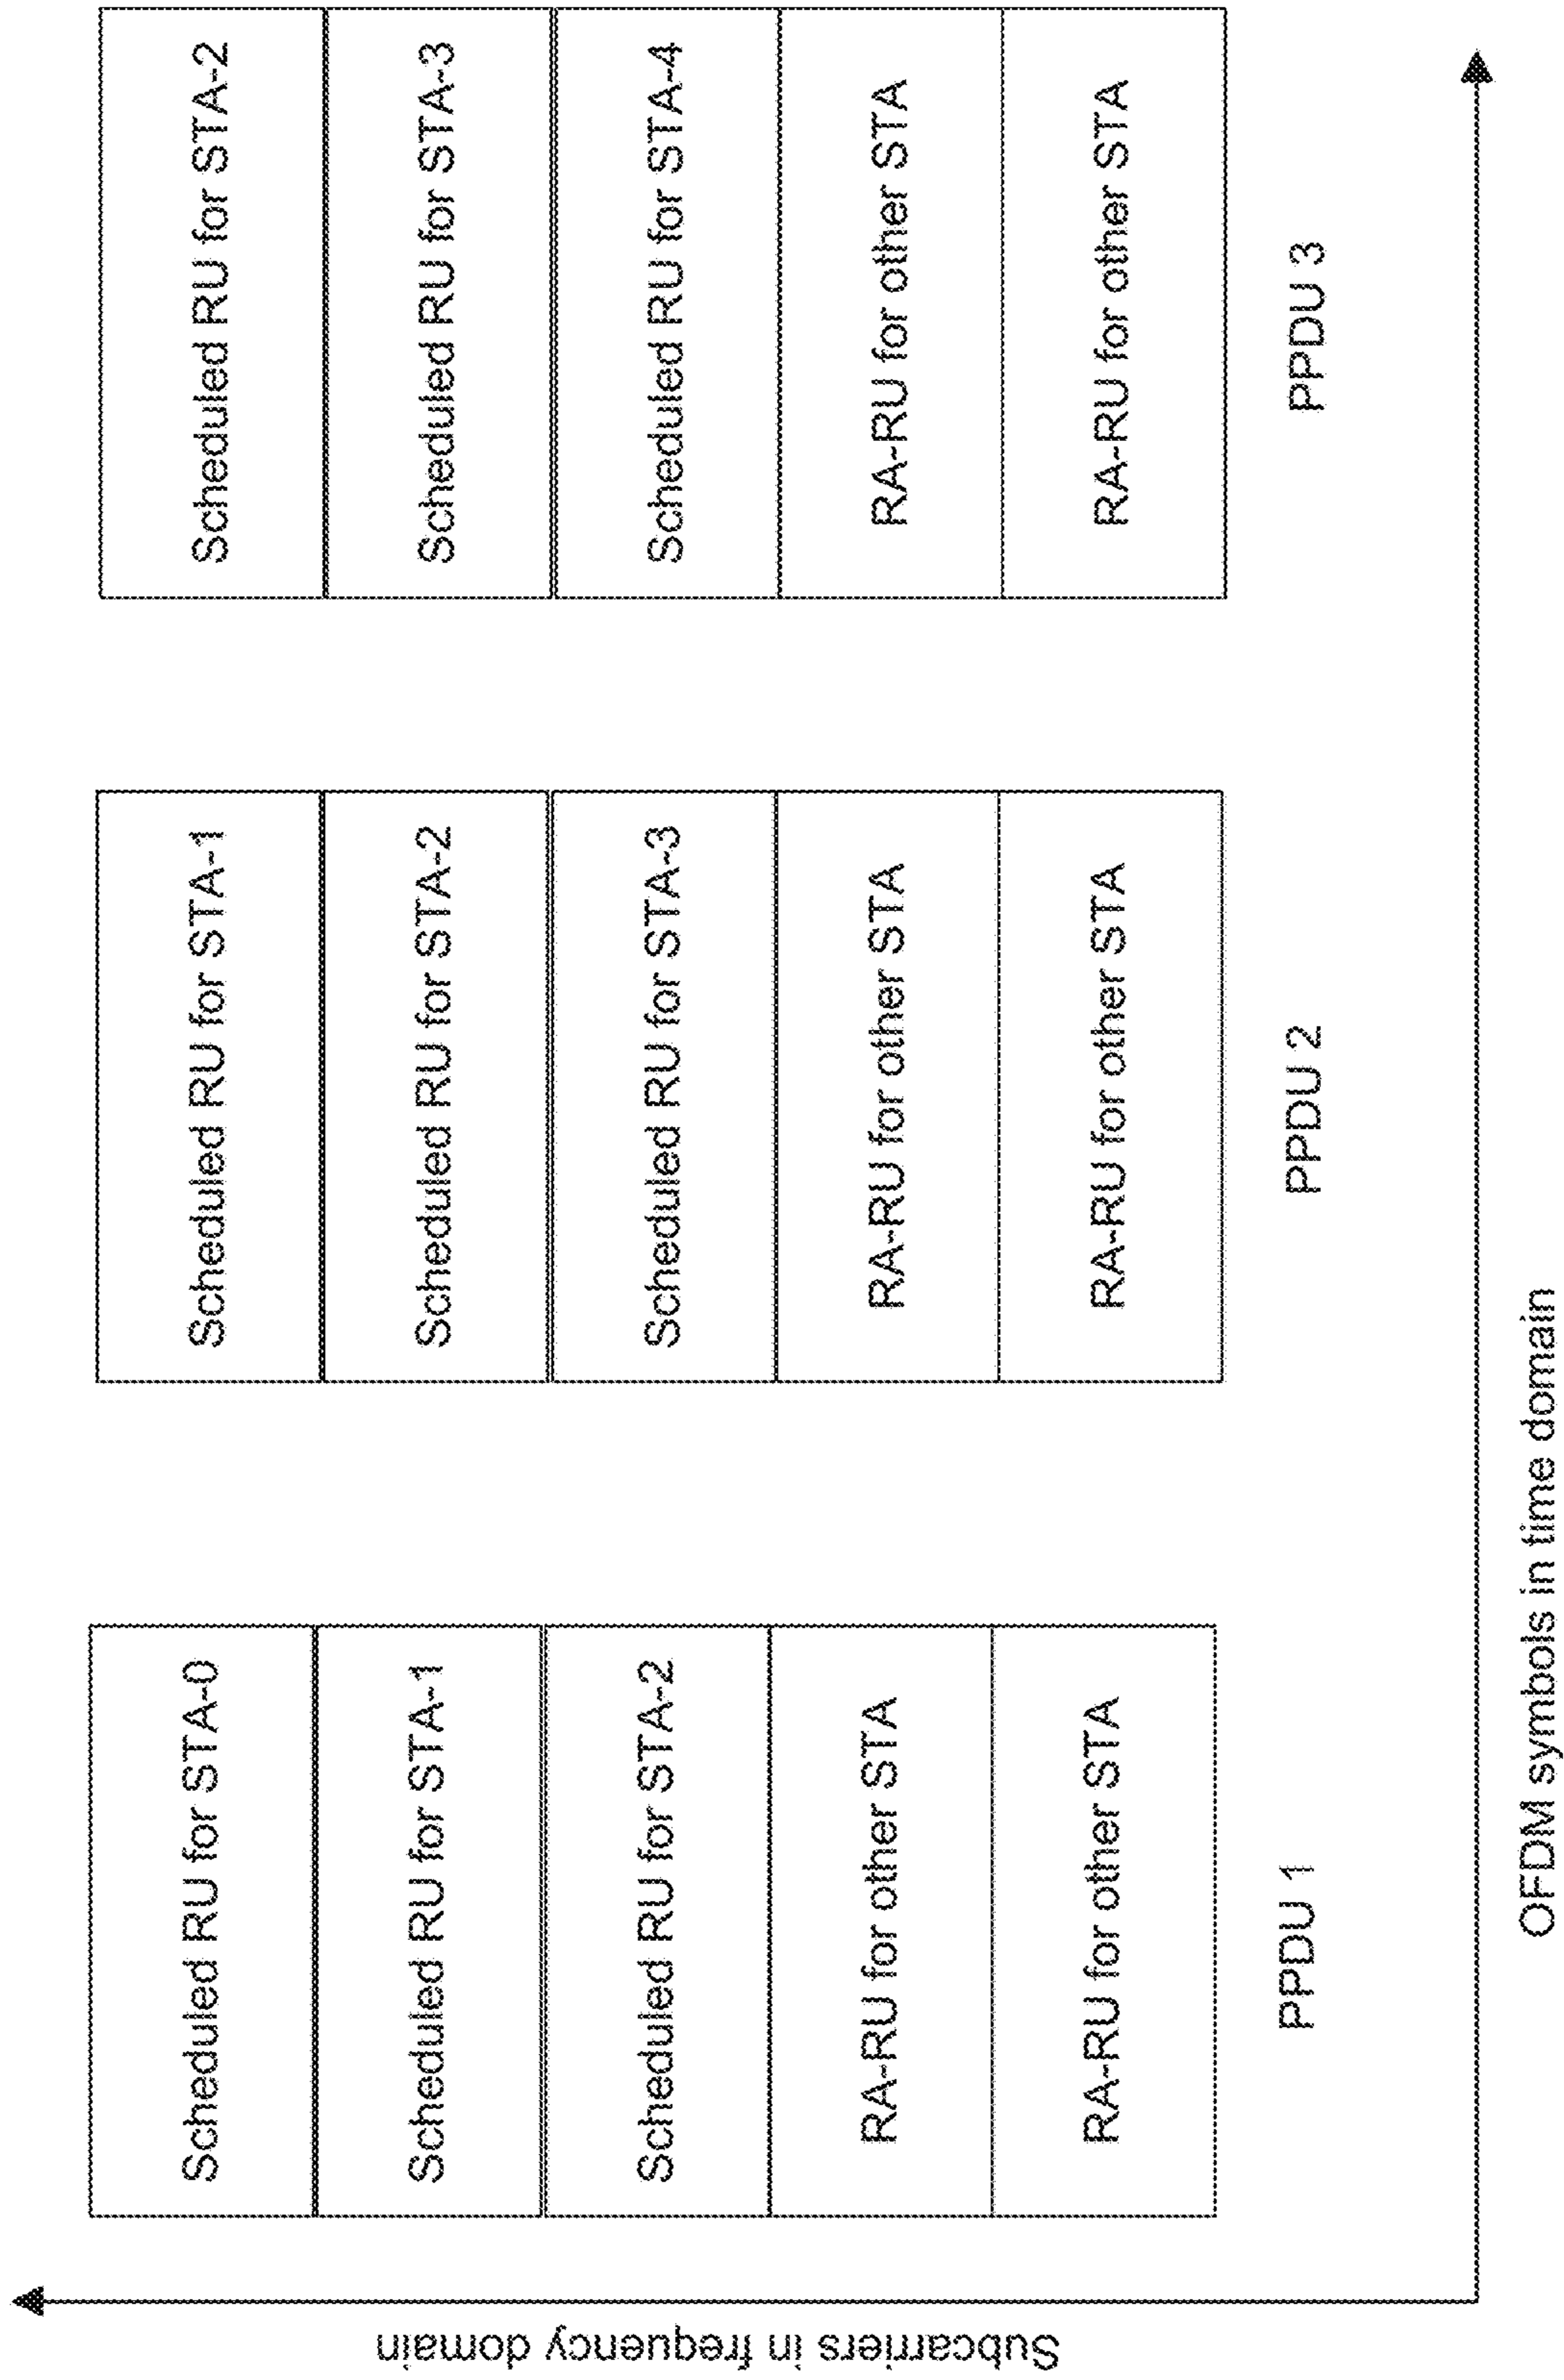 Subcarriers in frequency domain
Scheduled RU for STA-0
Scheduled RU for STA-1
Scheduled RU for STA-2
RA-RU for other STA
RA-RU for other STA
PPDU 1
Scheduled RU for STA-1
Scheduled RU for STA-2
Scheduled RU for STA-3
RA-RU for other STA
RA-RU for other STA
PPDU 2
Scheduled RU for STA-2
Scheduled RU for STA-3
Scheduled RU for STA-4
RA-RU for other STA
RA-RU for other STA
PPDU 3
OFDM symbols in time domain